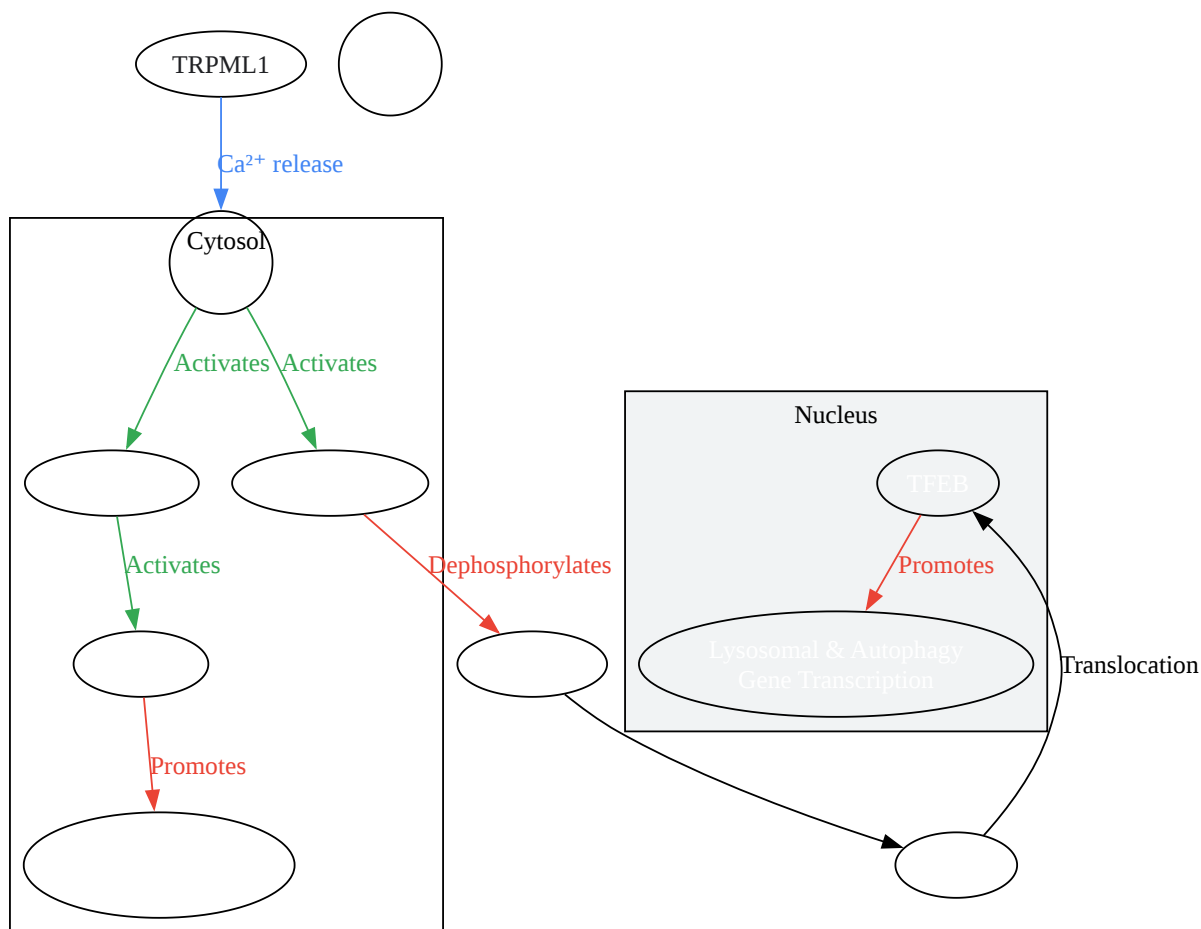 TRPML1
Ca²⁺ release
Cytosol
Activates
Activates
Nucleus
TFEB
Activates
Dephosphorylates
Promotes
Lysosomal & Autophagy
Gene Transcription
Translocation
Promotes